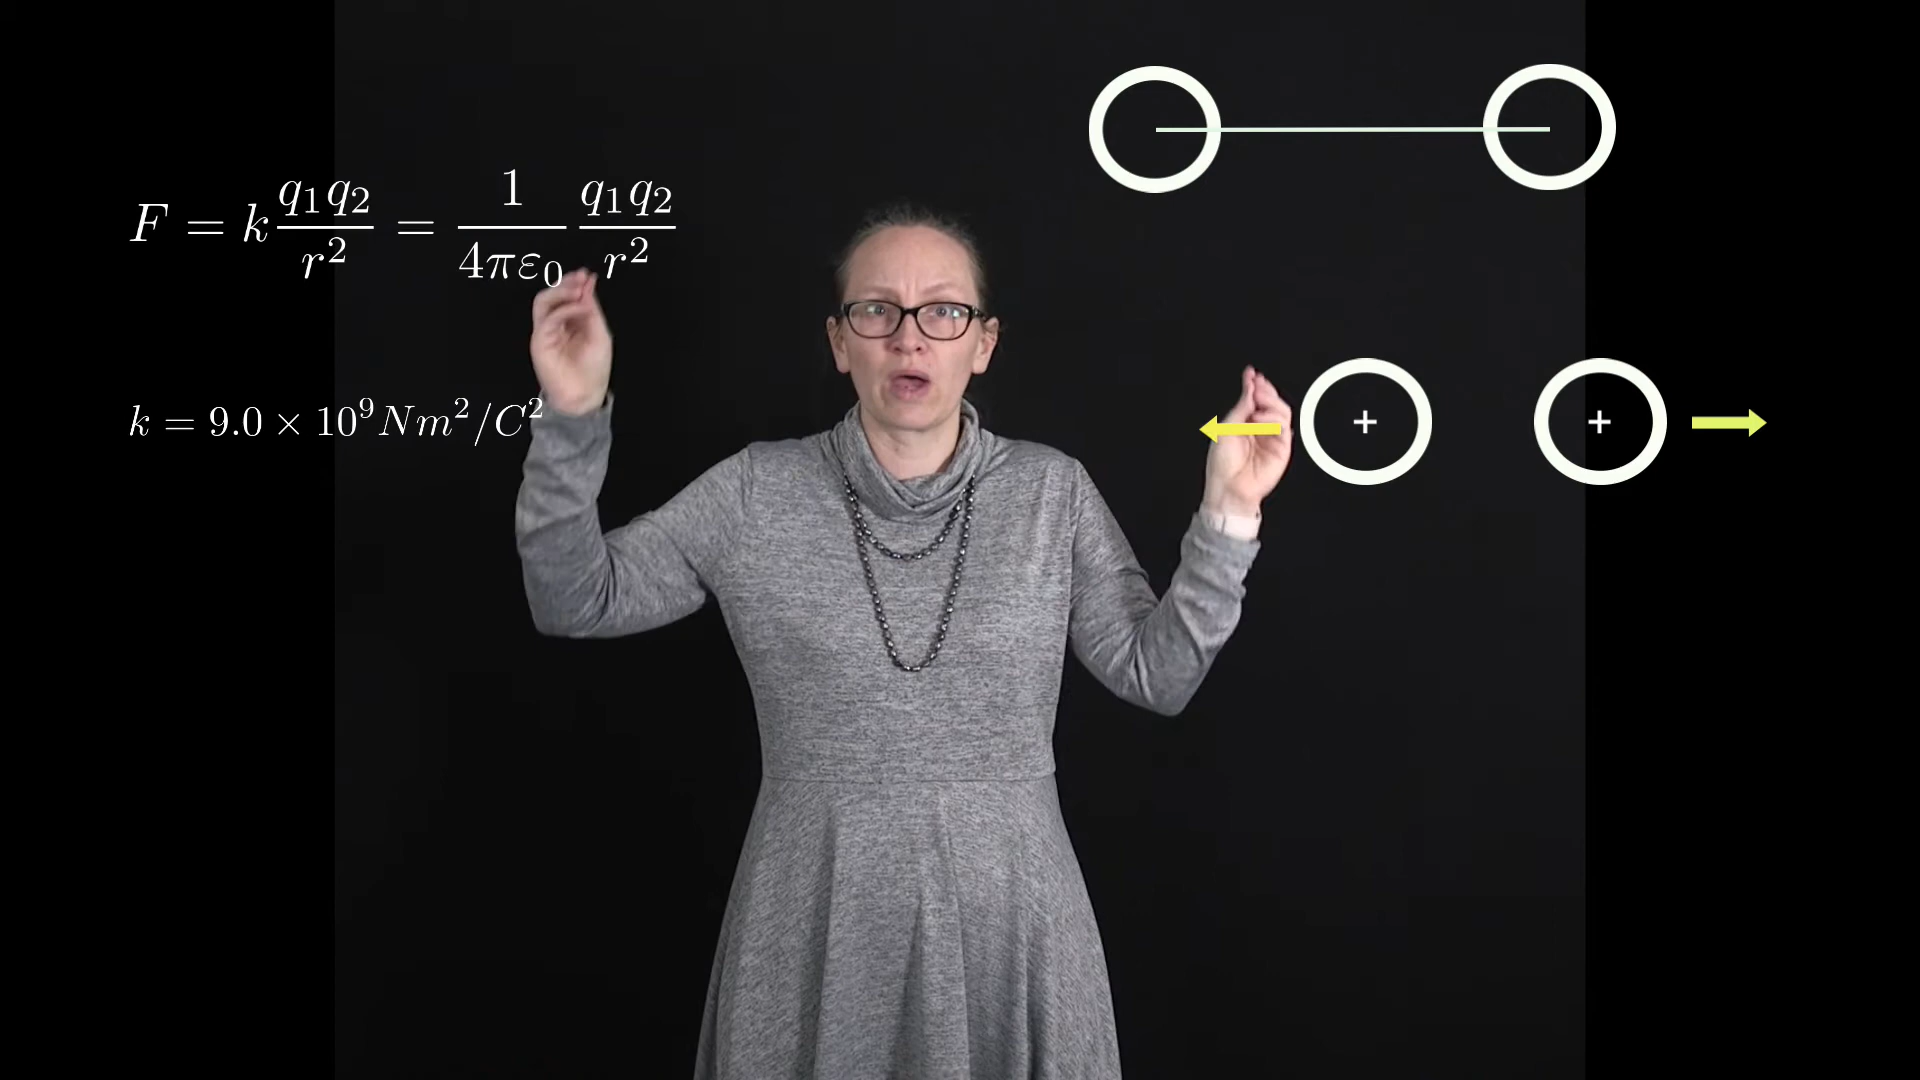 F = k q₁q₂/r² = 1/4πε₀ q₁q₂/r²
k = 9.0 × 10⁹ Nm²/C²
+ +